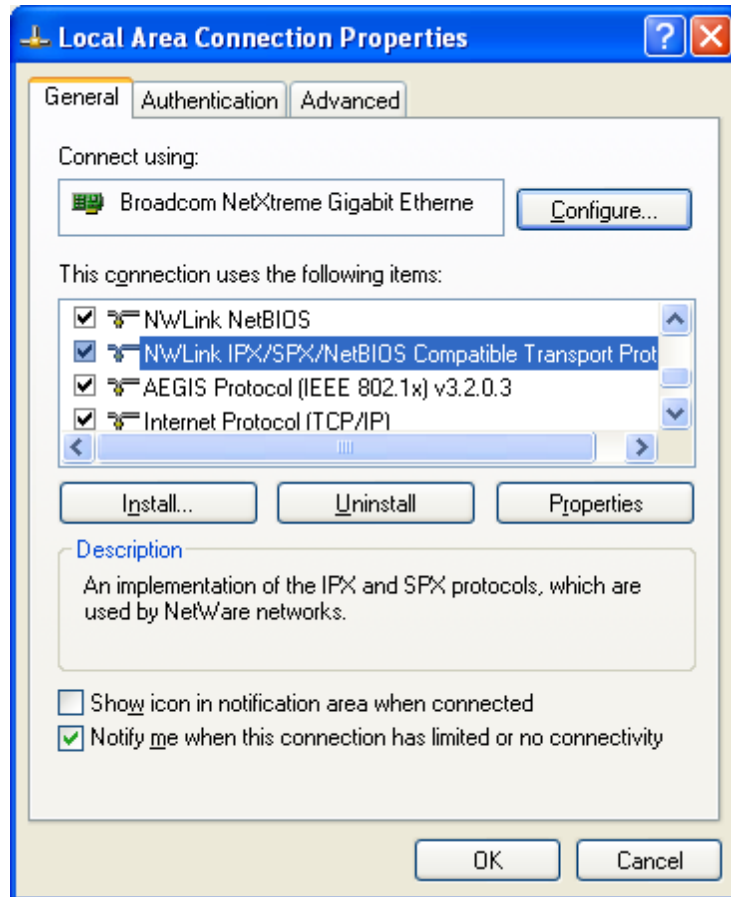 Local Area Connection Properties
General
Authentication
Advanced
Connect using:
Broadcom NetXtreme Gigabit Etherne
Configure...
This connection uses the following items:
NWLink NetBIOS
NWLink IPX/SPX/NetBIOS Compatible Transport Prot
AEGIS Protocol (IEEE 802.1x) v3.2.0.3
Internet Protocol (TCP/IP)
Install...
Uninstall
Properties
Description
An implementation of the IPX and SPX protocols, which are
used by NetWare networks.
Show icon in notification area when connected
Notify me when this connection has limited or no connectivity
OK
Cancel